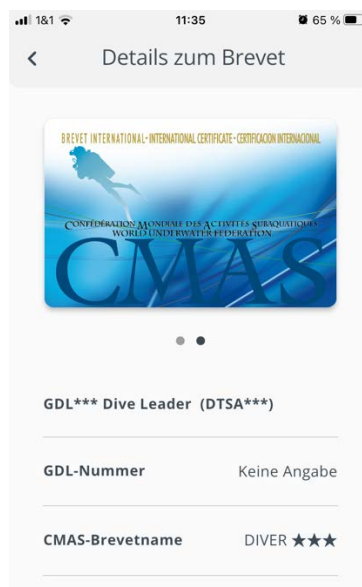 1&1 11:35 65 %
Details zum Brevet
BREVET INTERNATIONAL-INTERNATIONAL CERTIFICATE-CERTIFICACION INTERNACIONAL
CONFÉDÉRATION MONDIALE DES ACTIVITÉS SUBAQUATIQUES
WORLD UNDERWATER FEDERATION
CMAS
GDL*** Dive Leader (DTSA***)
GDL-Nummer Keine Angabe
CMAS-Brevetname DIVER ★★★